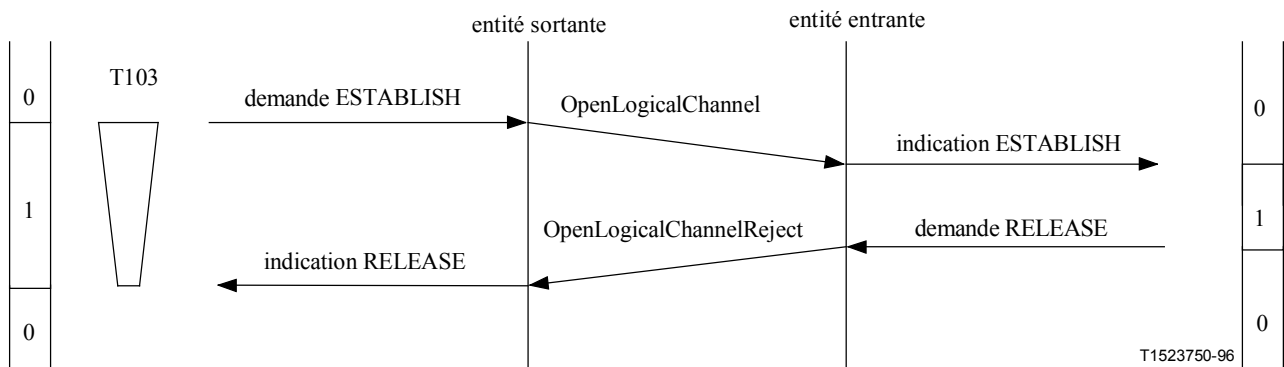 entité sortante
entité entrante
T103
0
demande ESTABLISH
OpenLogicalChannel
0
indication ESTABLISH
1
OpenLogicalChannelReject
demande RELEASE
1
indication RELEASE
0
0
T1523750-96